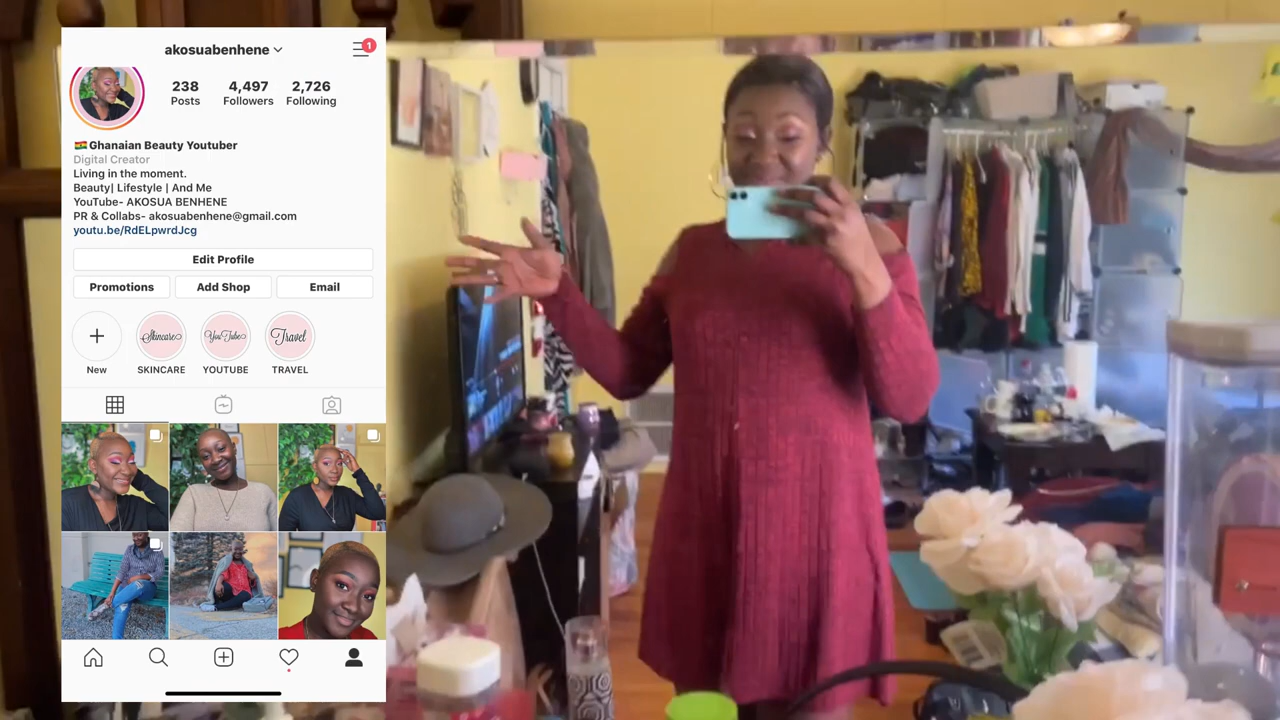 akosuabenhene
1
238 4,497 2,726
Posts Followers Following
🇬🇭Ghanaian Beauty Youtuber
Digital Creator
Living in the moment.
Beauty| Lifestyle | And Me
YouTube- AKOSUA BENHENE
PR & Collabs- akosuabenhene@gmail.com
youtu.be/RdELpwrdJcg
Edit Profile
Promotions Add Shop Email
Skincare YouTube Travel
New SKINCARE YOUTUBE TRAVEL